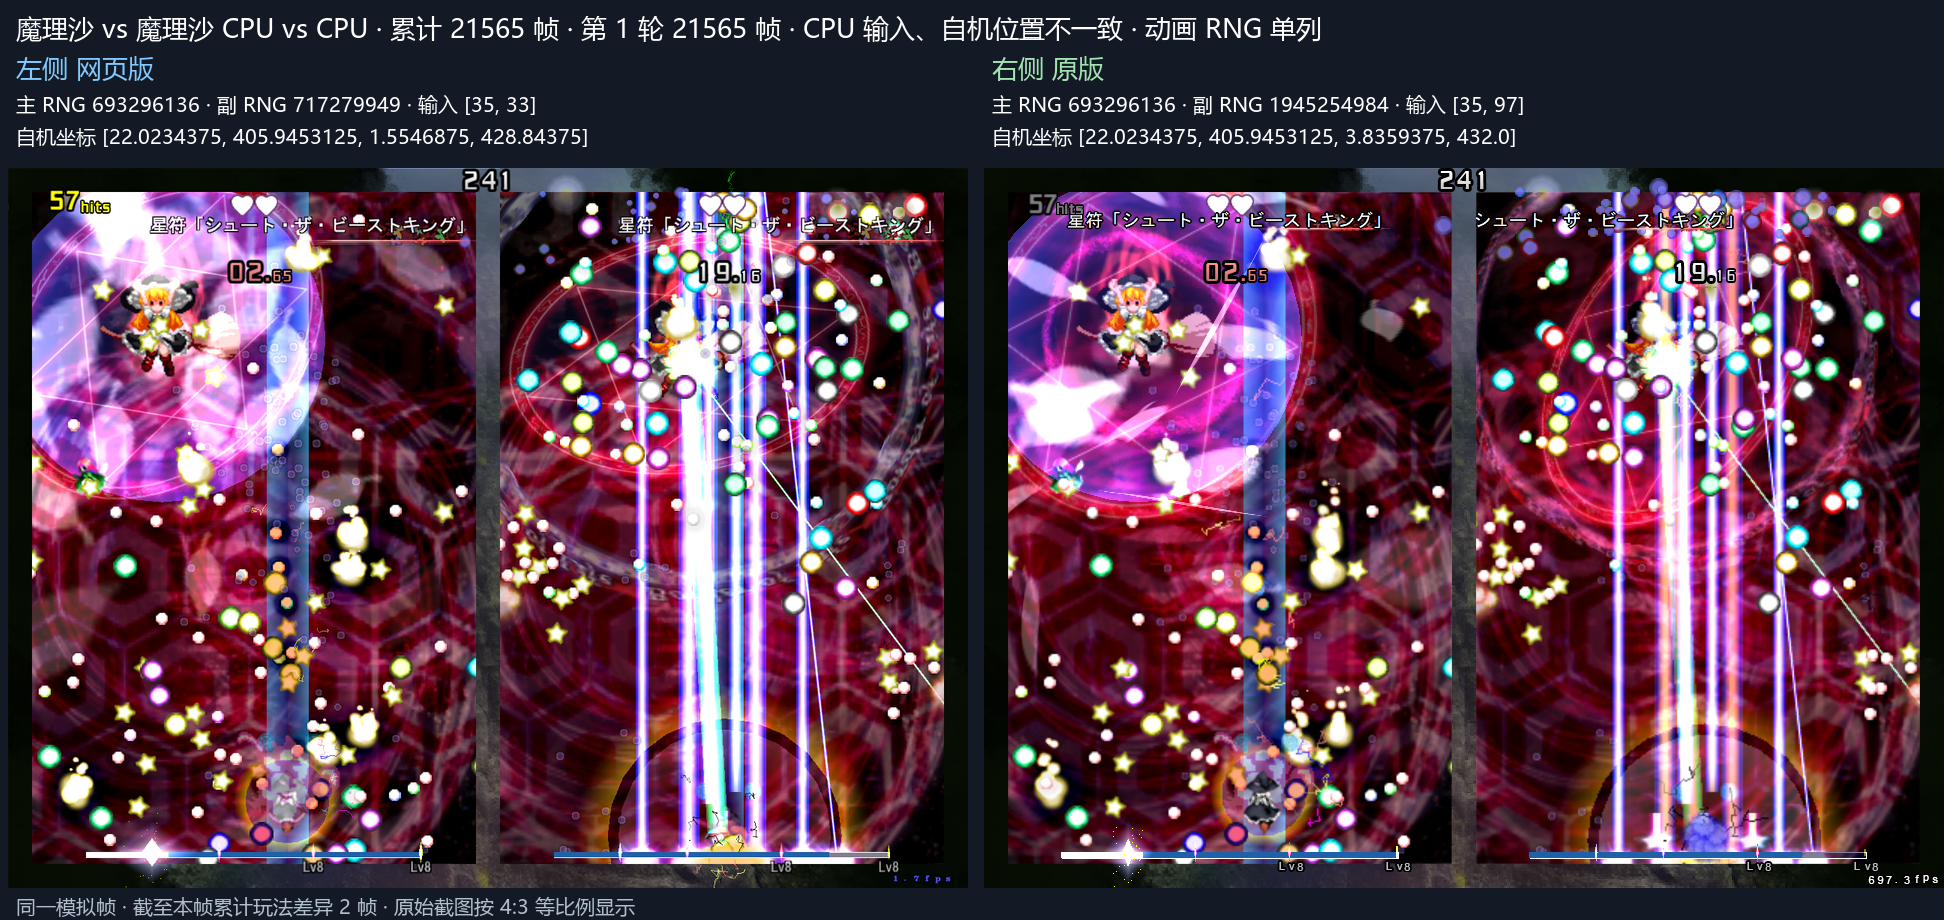 魔理沙 vs 魔理沙 CPU vs CPU · 累计 21565 帧 · 第 1 轮 21565 帧 · CPU 输入、自机位置不一致 · 动画 RNG 单列
左侧 网页版
主 RNG 693296136 · 副 RNG 717279949 · 输入 [35, 33]
自机坐标 [22.0234375, 405.9453125, 1.5546875, 428.84375]
241
57hits
星符「シュート・ザ・ビーストキング」
星符「シュート・ザ・ビーストキング」
02.65
19.16
Lv8
Lv8
Lv8
Lv8
1.7fps
右侧 原版
主 RNG 693296136 · 副 RNG 1945254984 · 输入 [35, 97]
自机坐标 [22.0234375, 405.9453125, 3.8359375, 432.0]
241
57hits
星符「シュート・ザ・ビーストキング」
シュート・ザ・ビーストキング」
02.65
19.16
Lv8
Lv8
Lv8
Lv8
697.3fps
同一模拟帧 · 截至本帧累计玩法差异 2 帧 · 原始截图按 4:3 等比例显示